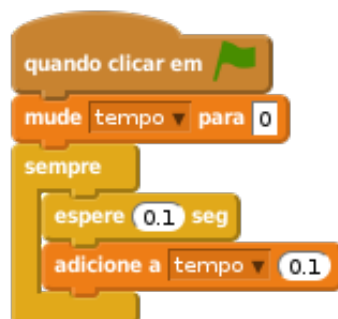 quando clicar em
mude tempo para 0
sempre
espere 0.1 seg
adicione a tempo 0.1